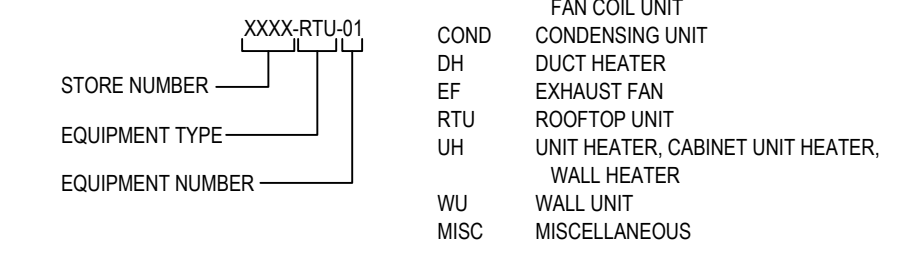 FAN COIL UNIT
XXXX-RTU-01
COND CONDENSING UNIT
DH DUCT HEATER
STORE NUMBER
EF EXHAUST FAN
RTU ROOFTOP UNIT
EQUIPMENT TYPE
UH UNIT HEATER, CABINET UNIT HEATER,
WALL HEATER
EQUIPMENT NUMBER
WU WALL UNIT
MISC MISCELLANEOUS